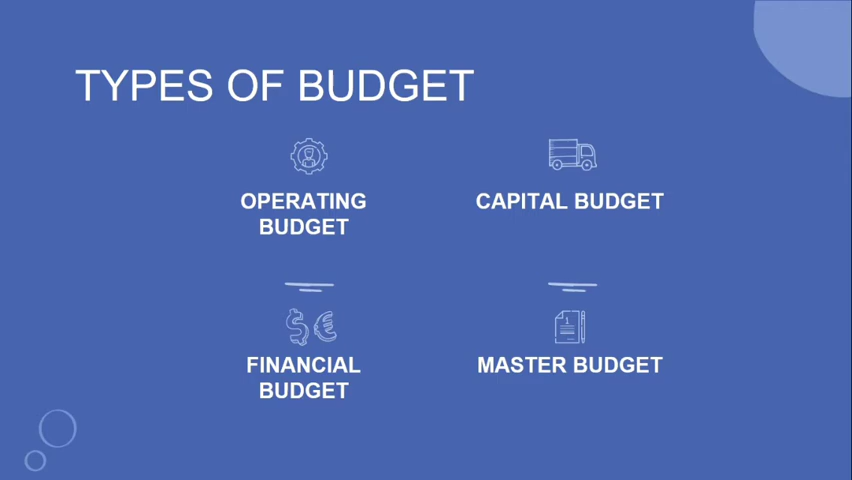 TYPES OF BUDGET
OPERATING
BUDGET
CAPITAL BUDGET
FINANCIAL
BUDGET
MASTER BUDGET